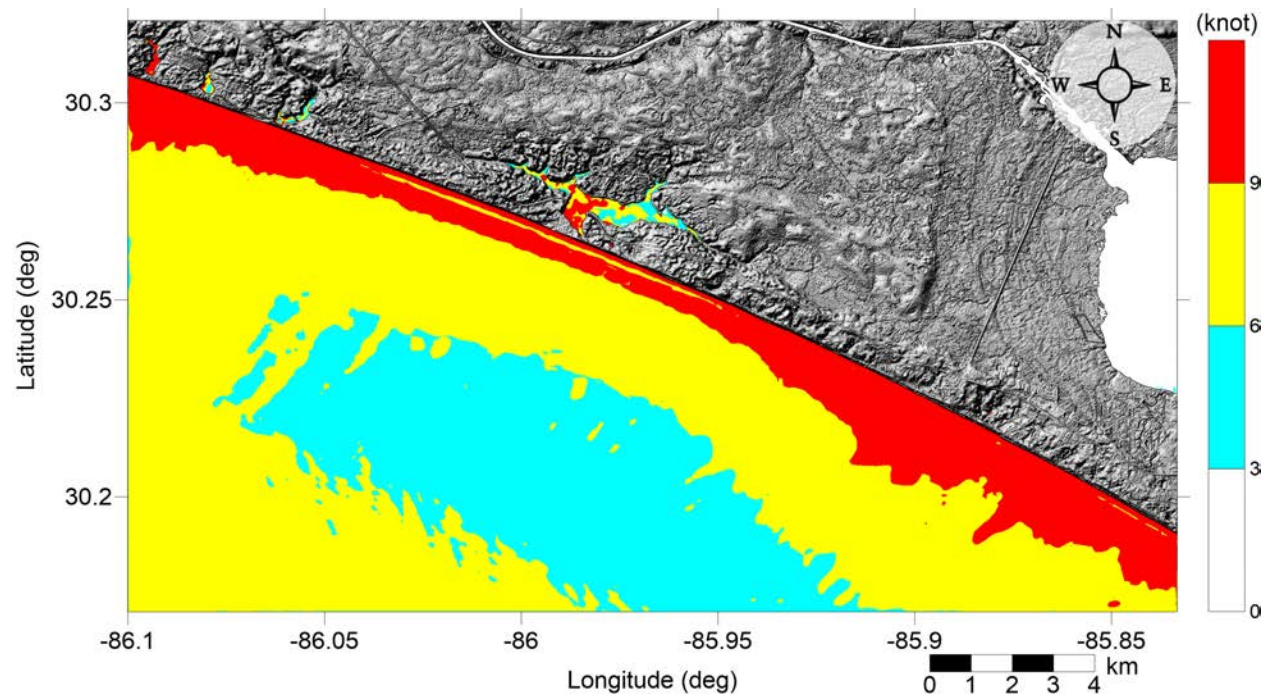 (knot)
N
W E
S
9
6
3
0
30.3
30.25
30.2
Latitude (deg)
-86.1 -86.05 -86 -85.95 -85.9 -85.85
Longitude (deg)
km
0 1 2 3 4